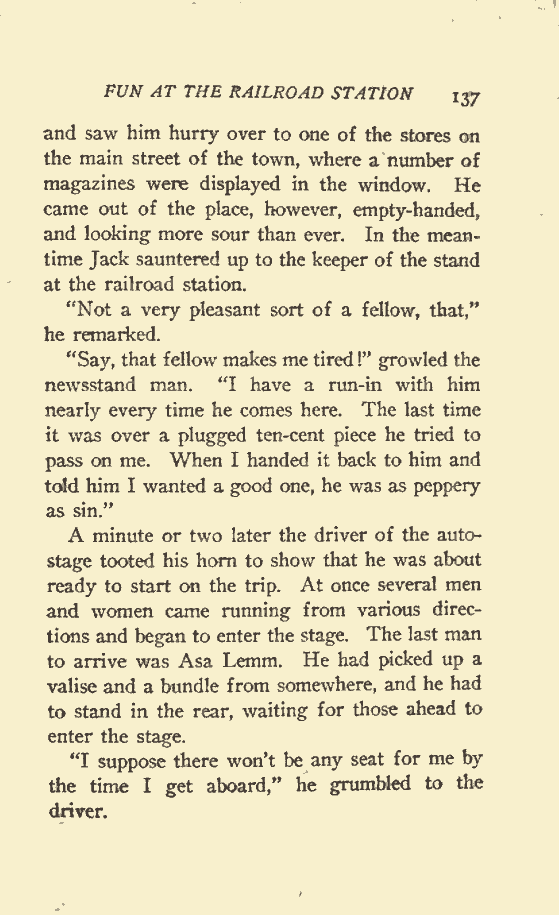 FUN AT THE RAILROAD STATION 137
and saw him hurry over to one of the stores on
the main street of the town, where a number of
magazines were displayed in the window. He
came out of the place, however, empty-handed,
and looking more sour than ever. In the mean-
time Jack sauntered up to the keeper of the stand
at the railroad station.
“Not a very pleasant sort of a fellow, that,”
he remarked.
“Say, that fellow makes me tired!” growled the
newsstand man. “I have a run-in with him
nearly every time he comes here. The last time
it was over a plugged ten-cent piece he tried to
pass on me. When I handed it back to him and
told him I wanted a good one, he was as peppery
as sin.”
A minute or two later the driver of the auto-
stage tooted his horn to show that he was about
ready to start on the trip. At once several men
and women came running from various direc-
tions and began to enter the stage. The last man
to arrive was Asa Lemm. He had picked up a
valise and a bundle from somewhere, and he had
to stand in the rear, waiting for those ahead to
enter the stage.
“I suppose there won’t be any seat for me by
the time I get aboard,” he grumbled to the
driver.